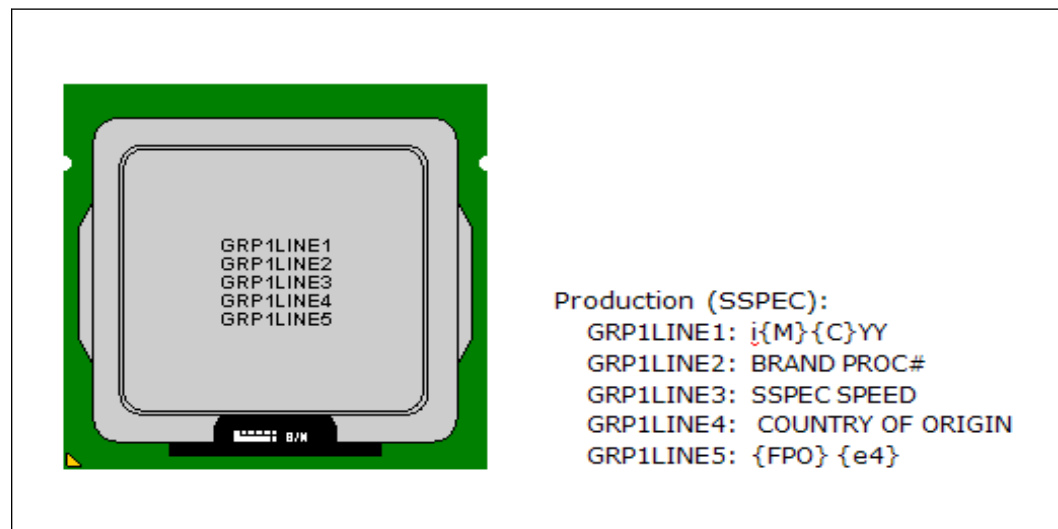 GRP1LINE1
GRP1LINE2
GRP1LINE3
GRP1LINE4
GRP1LINE5
S/N
Production (SSPEC):
GRP1LINE1: i{M}{C}YY
GRP1LINE2: BRAND PROC#
GRP1LINE3: SSPEC SPEED
GRP1LINE4: COUNTRY OF ORIGIN
GRP1LINE5: {FPO} {e4}